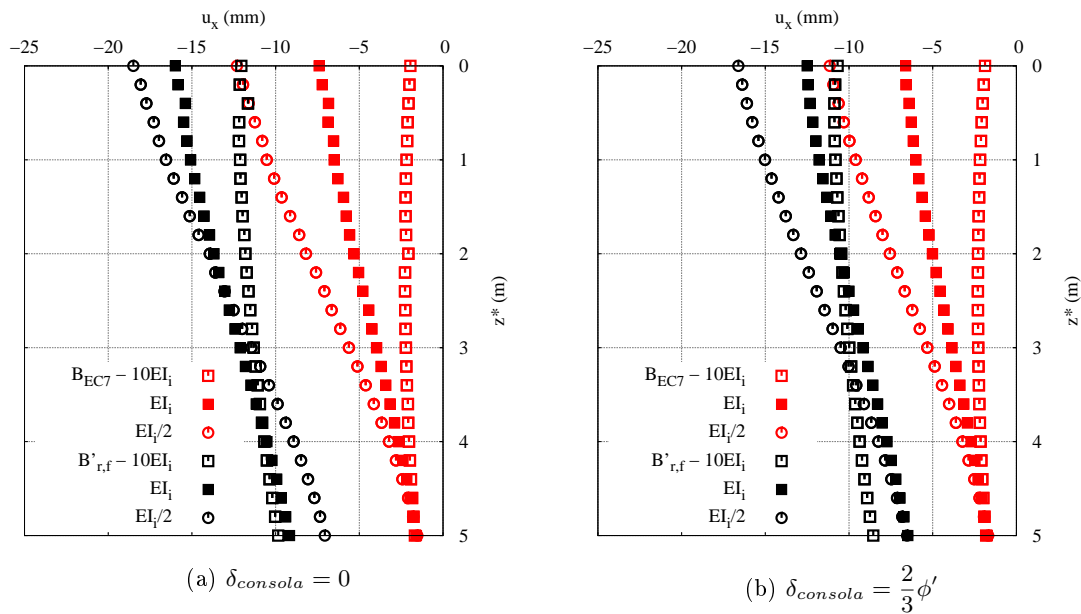 u_x (mm)
−25 −20 −15 −10 −5 0
0
1
2
3
4
5
z* (m)
B_EC7 − 10EI_i
EI_i
EI_i/2
B'_r,f − 10EI_i
EI_i
EI_i/2
(a) δ_consola = 0
u_x (mm)
−25 −20 −15 −10 −5 0
0
1
2
3
4
5
z* (m)
B_EC7 − 10EI_i
EI_i
EI_i/2
B'_r,f − 10EI_i
EI_i
EI_i/2
(b) δ_consola = 2/3 ϕ′